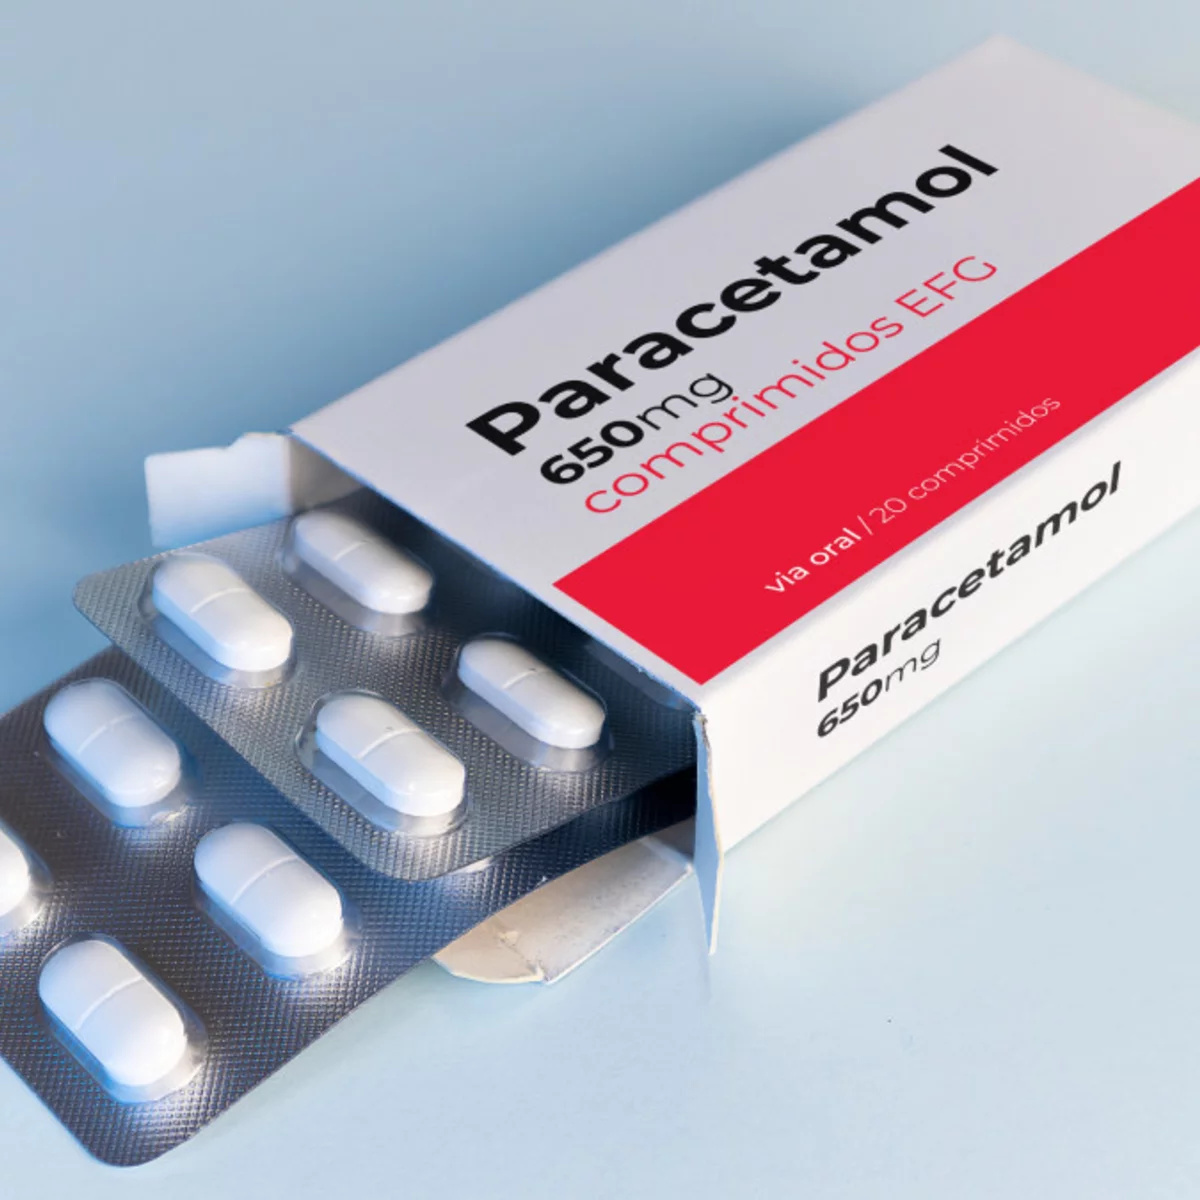 Paracetamol
650mg
comprimidos EFG
via oral / 20 comprimidos
Paracetamol
650mg